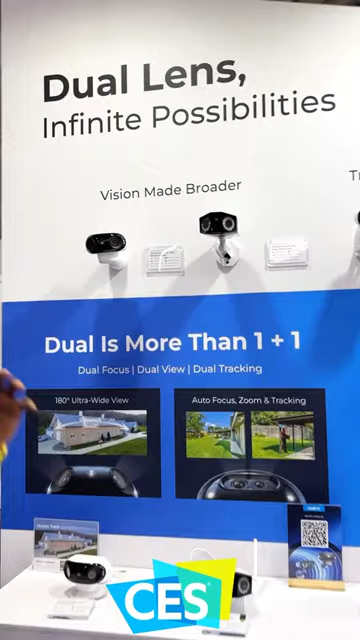 Dual Lens,
Infinite Possibilities
Vision Made Broader
Dual Is More Than 1 + 1
Dual Focus | Dual View | Dual Tracking
180° Ultra-Wide View
Auto Focus, Zoom & Tracking
CES